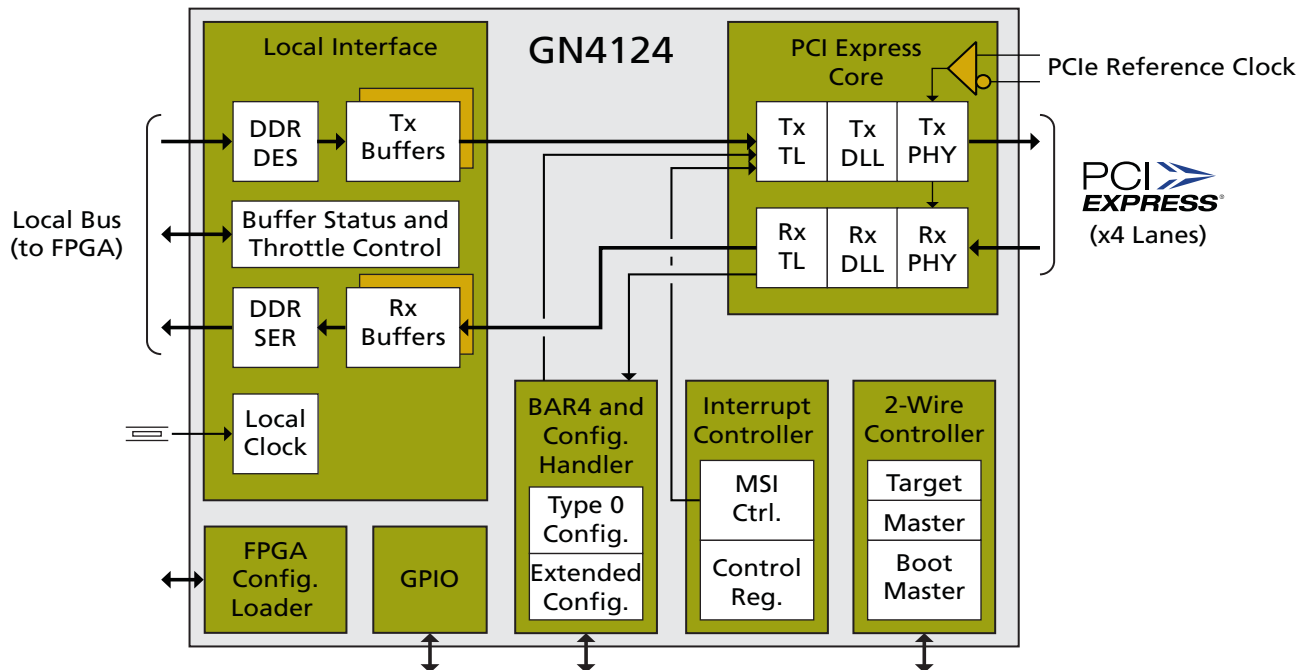 GN4124
Local Interface
DDR
DES
Tx
Buffers
Buffer Status and
Throttle Control
DDR
SER
Rx
Buffers
Local
Clock
Local Bus
(to FPGA)
PCI Express
Core
Tx
TL
Tx
DLL
Tx
PHY
Rx
TL
Rx
DLL
Rx
PHY
PCIe Reference Clock
PCI
EXPRESS®
(x4 Lanes)
FPGA
Config.
Loader
GPIO
BAR4 and
Config.
Handler
Type 0
Config.
Extended
Config.
Interrupt
Controller
MSI
Ctrl.
Control
Reg.
2-Wire
Controller
Target
Master
Boot
Master